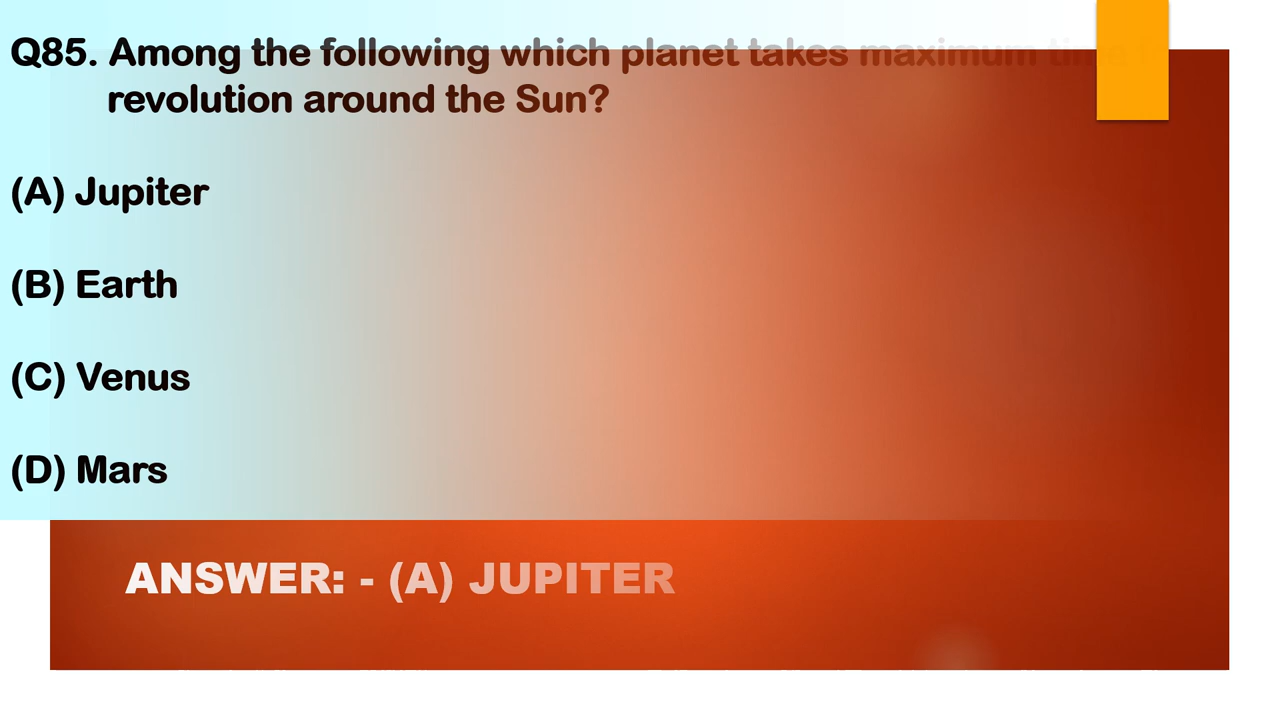 Q85. Among the following which planet takes maximum time
revolution around the Sun?
(A) Jupiter
(B) Earth
(C) Venus
(D) Mars
ANSWER: - (A) JUPITER